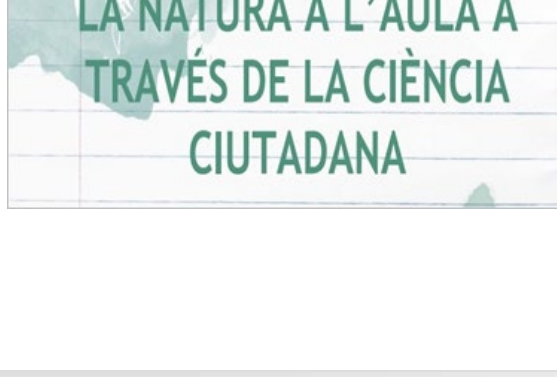 LA NATURA A L'AULA A
TRAVÉS DE LA CIÈNCIA
CIUTADANA